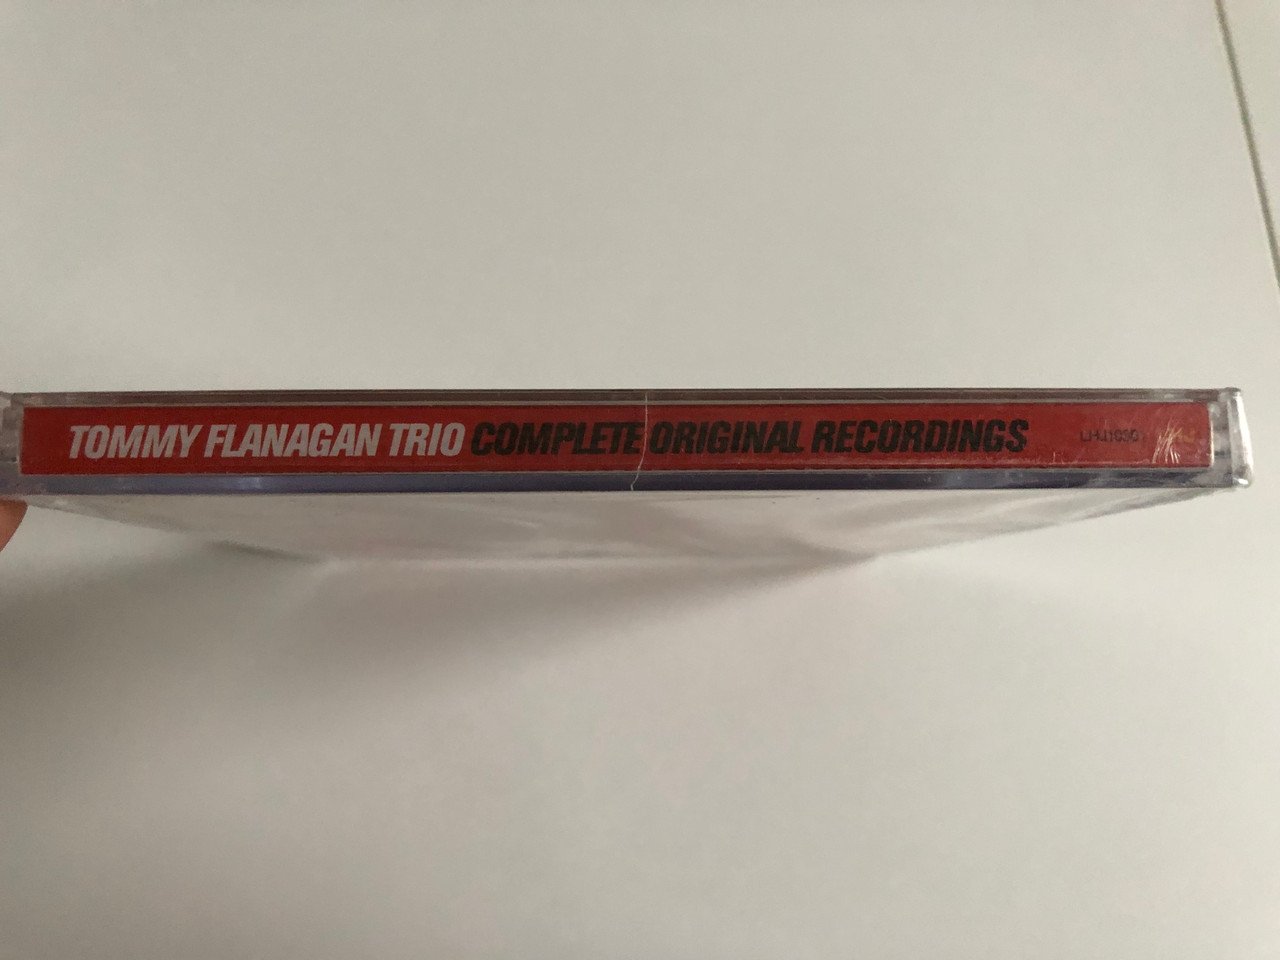 TOMMY FLANAGAN TRIO COMPLETE ORIGINAL RECORDINGS